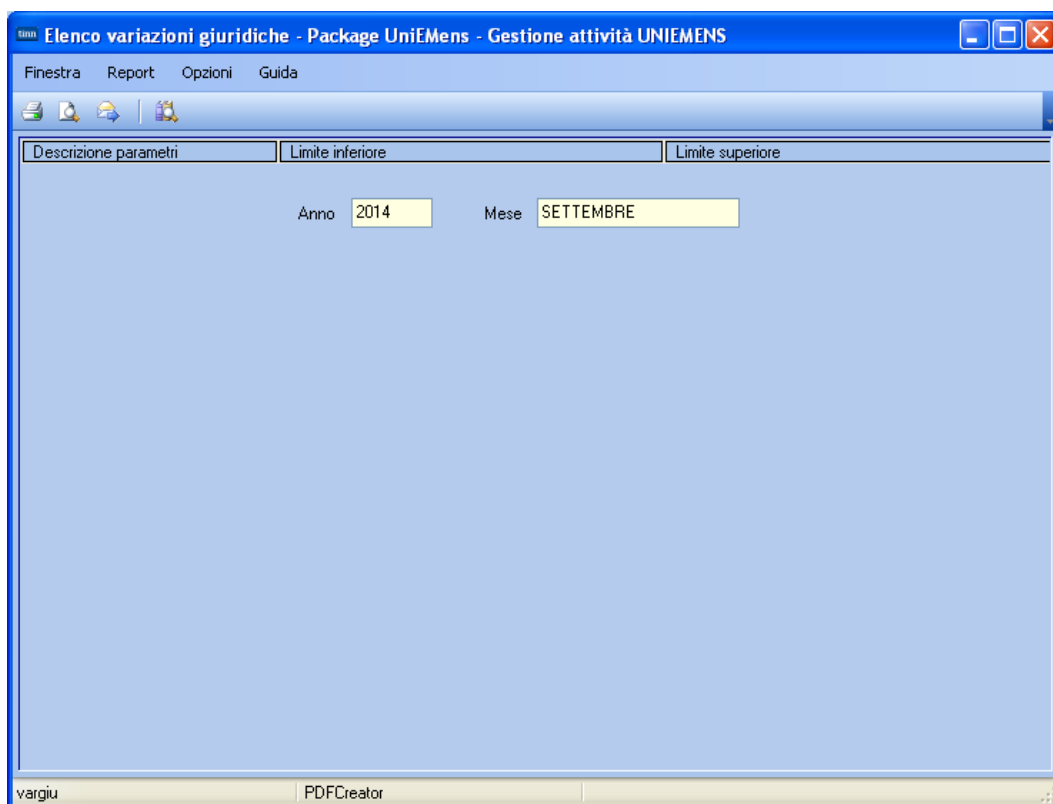 tinn Elenco variazioni giuridiche - Package UniEMens - Gestione attività UNIEMENS
Finestra Report Opzioni Guida
Descrizione parametri Limite inferiore Limite superiore
Anno 2014 Mese SETTEMBRE
vargiu PDFCreator